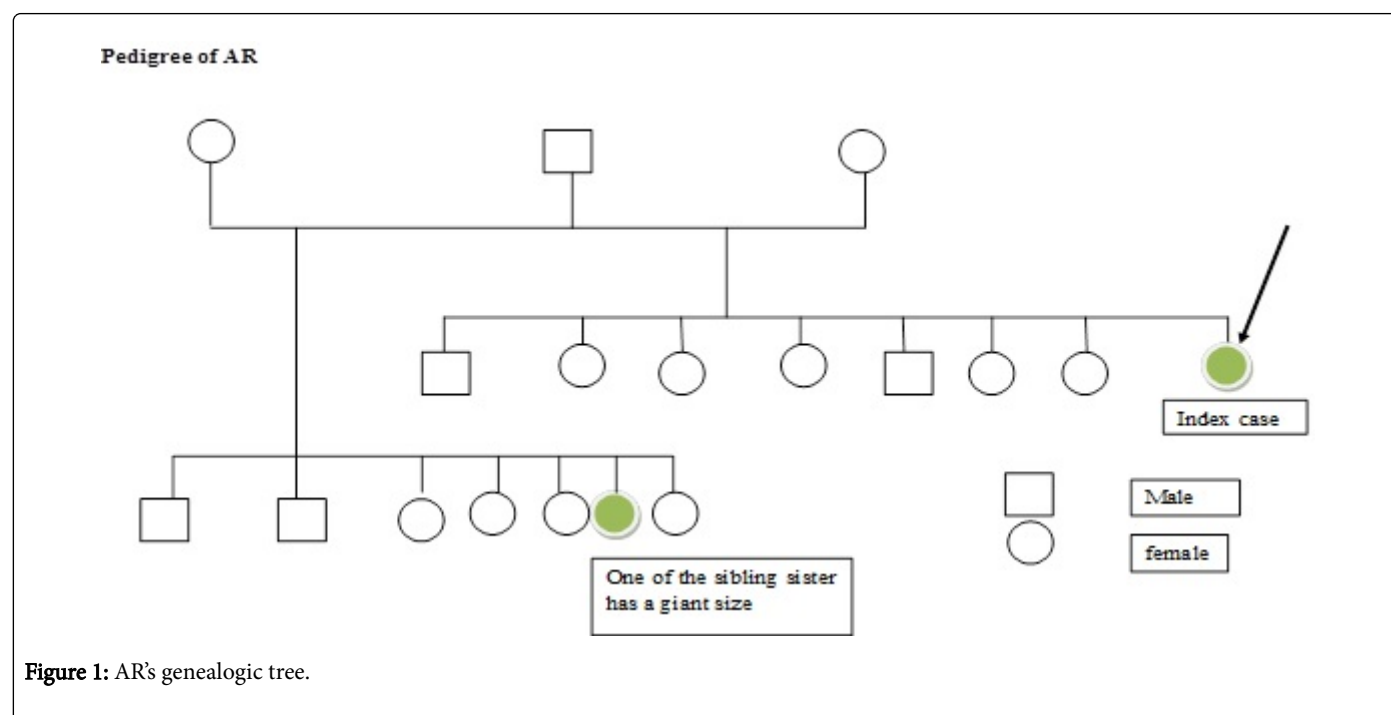 Pedigree of AR
Index case
Male
female
One of the sibling sister
has a giant size
Figure 1: AR's genealogic tree.